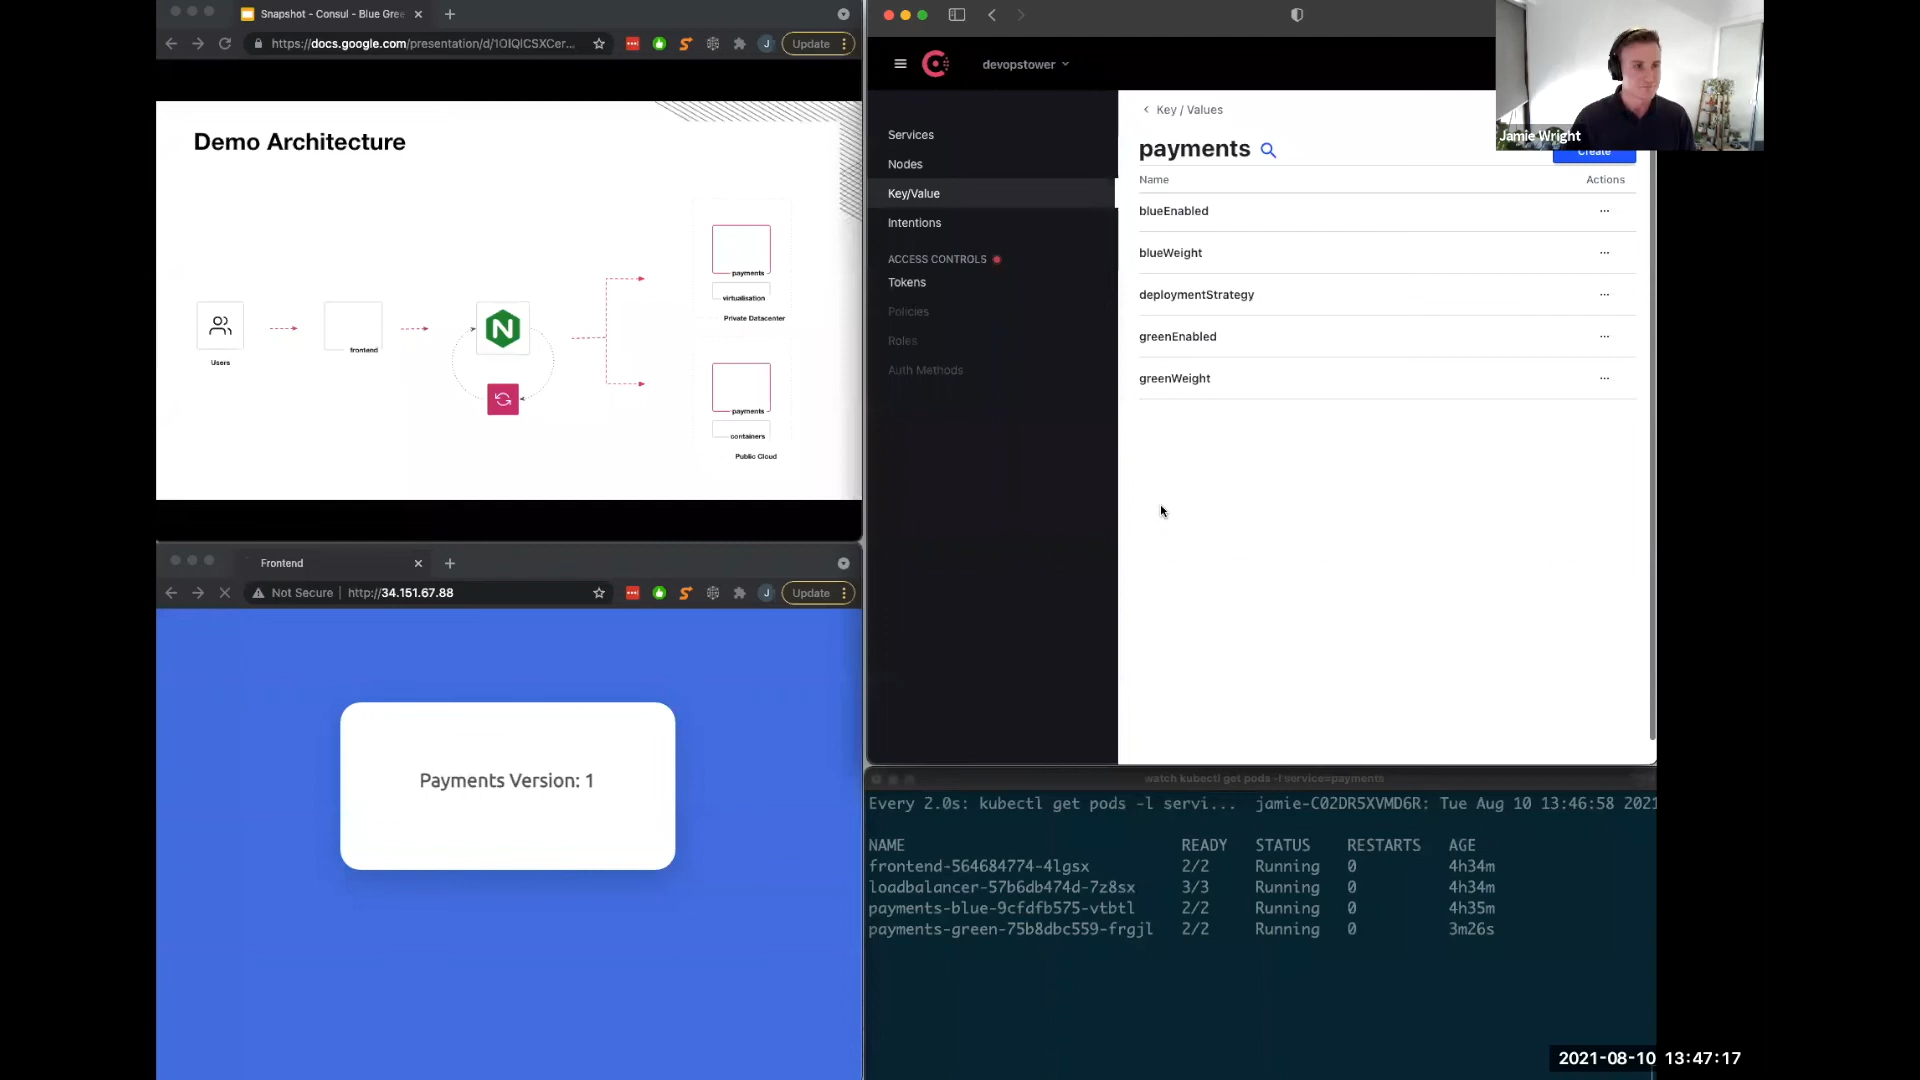 Snapshot - Consul - Blue Gree
https://docs.google.com/presentation/d/1OIQICSXCer...
J
Update
Demo Architecture
Users
frontend
N
payments
virtualisation
Private Datacenter
payments
containers
Public Cloud
Frontend
Not Secure | http://34.151.67.88
J
Update
Payments Version: 1
devopstower
Services
Nodes
Key/Value
Intentions
ACCESS CONTROLS
Tokens
Policies
Roles
Auth Methods
Key / Values
payments
Create
Name
Actions
blueEnabled
blueWeight
deploymentStrategy
greenEnabled
greenWeight
Jamie Wright
watch kubectl get pods -l service=payments
Every 2.0s: kubectl get pods -l servi... jamie-C02DR5XVMD6R: Tue Aug 10 13:46:58 2021
NAME READY STATUS RESTARTS AGE
frontend-564684774-4lgsx 2/2 Running 0 4h34m
loadbalancer-57b6db474d-7z8sx 3/3 Running 0 4h34m
payments-blue-9cfdfb575-vtbtl 2/2 Running 0 4h35m
payments-green-75b8dbc559-frgjl 2/2 Running 0 3m26s
2021-08-10 13:47:17